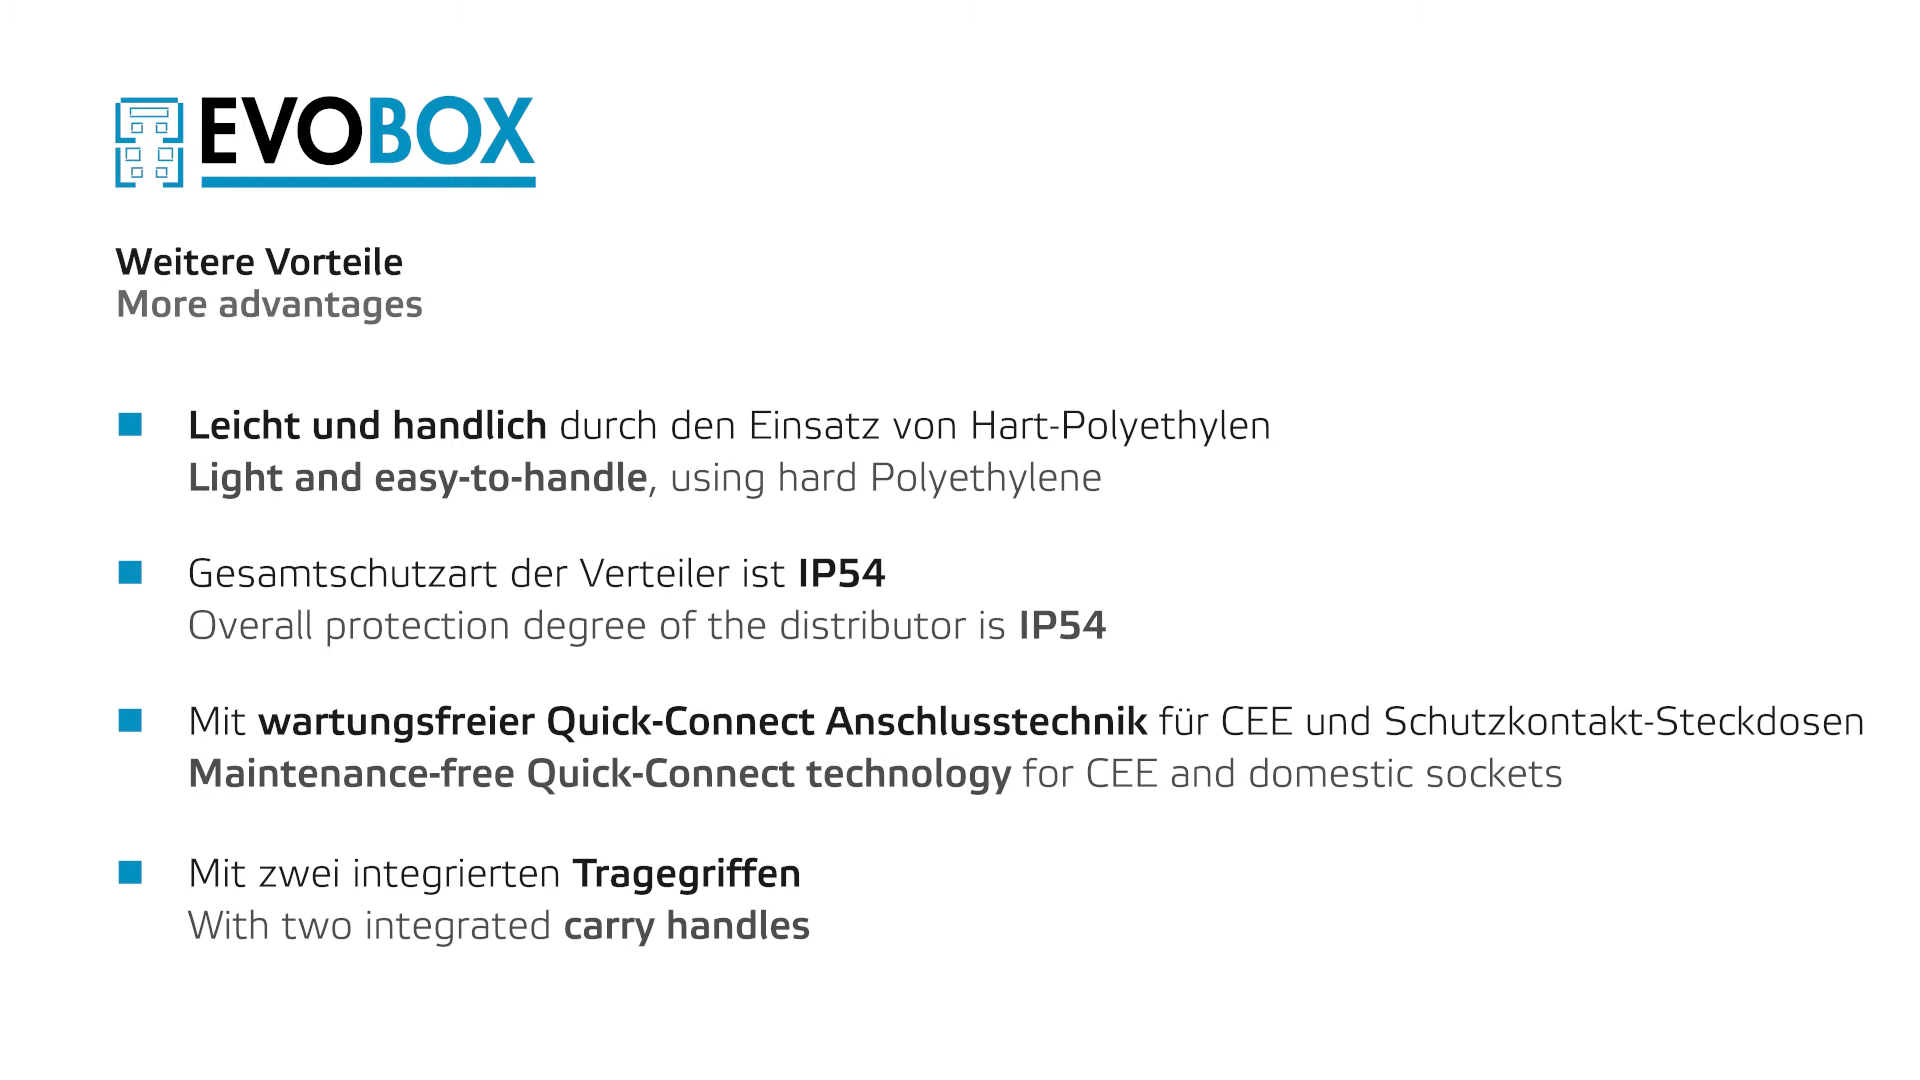 EVOBOX
Weitere Vorteile
More advantages
Leicht und handlich durch den Einsatz von Hart-Polyethylen
Light and easy-to-handle, using hard Polyethylene
Gesamtschutzart der Verteiler ist IP54
Overall protection degree of the distributor is IP54
Mit wartungsfreier Quick-Connect Anschlusstechnik für CEE und Schutzkontakt-Steckdosen
Maintenance-free Quick-Connect technology for CEE and domestic sockets
Mit zwei integrierten Tragegriffen
With two integrated carry handles